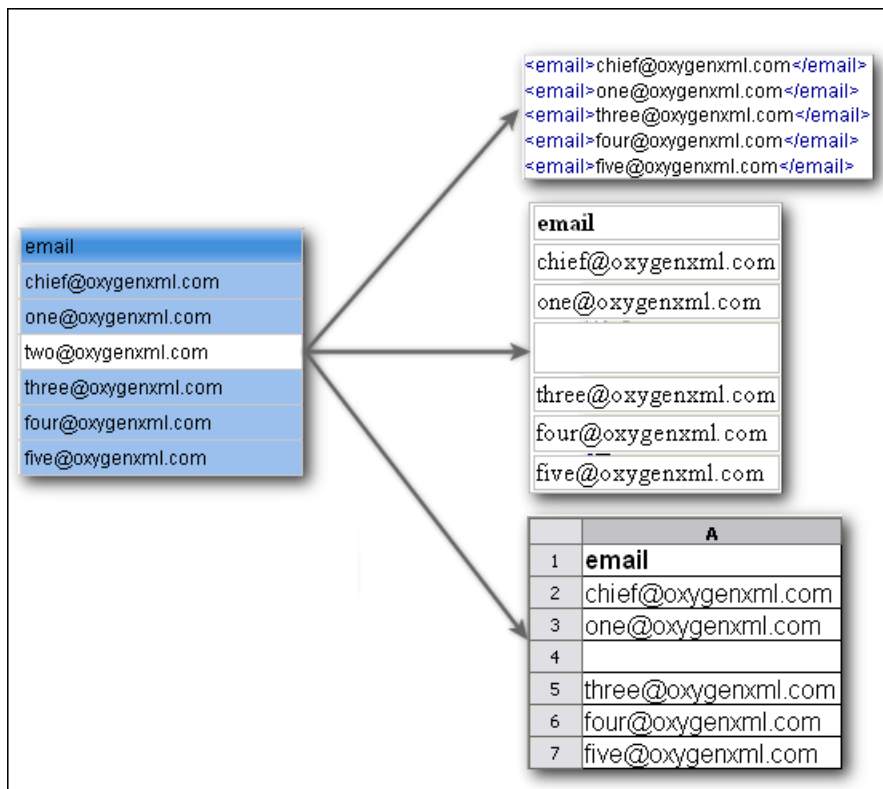 email
chief@oxygenxml.com
one@oxygenxml.com
two@oxygenxml.com
three@oxygenxml.com
four@oxygenxml.com
five@oxygenxml.com
<email>chief@oxygenxml.com</email>
<email>one@oxygenxml.com</email>
<email>three@oxygenxml.com</email>
<email>four@oxygenxml.com</email>
<email>five@oxygenxml.com</email>
email
chief@oxygenxml.com
one@oxygenxml.com
three@oxygenxml.com
four@oxygenxml.com
five@oxygenxml.com
A
1 email
2 chief@oxygenxml.com
3 one@oxygenxml.com
4
5 three@oxygenxml.com
6 four@oxygenxml.com
7 five@oxygenxml.com